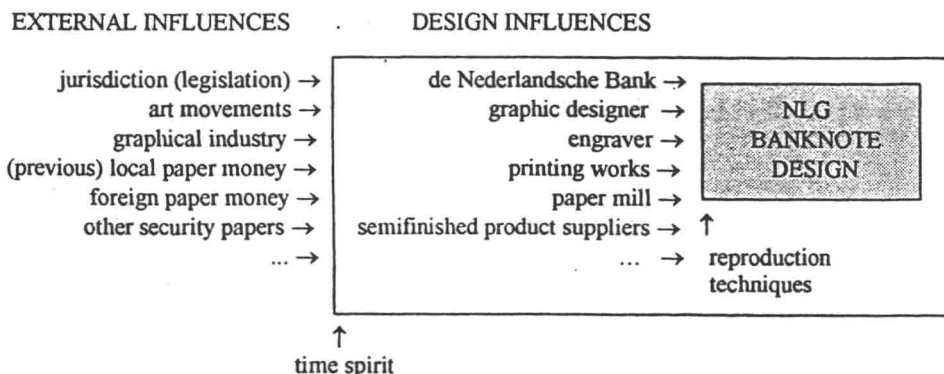 EXTERNAL INFLUENCES . DESIGN INFLUENCES
jurisdiction (legislation) → de Nederlandsche Bank →
art movements → graphic designer → NLG
graphical industry → engraver → BANKNOTE
(previous) local paper money → printing works → DESIGN
foreign paper money → paper mill →
other security papers → semifinished product suppliers → ↑
... → ... → reproduction
techniques
↑
time spirit